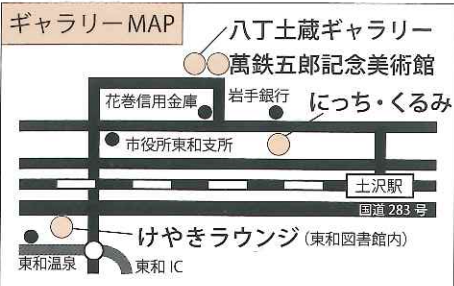 ギャラリーMAP
八丁土蔵ギャラリー
萬鉄五郎記念美術館
花巻信用金庫
岩手銀行
にっち・くるみ
市役所東和支所
土沢駅
国道283号
けやきラウンジ(東和図書館内)
東和温泉
東和IC